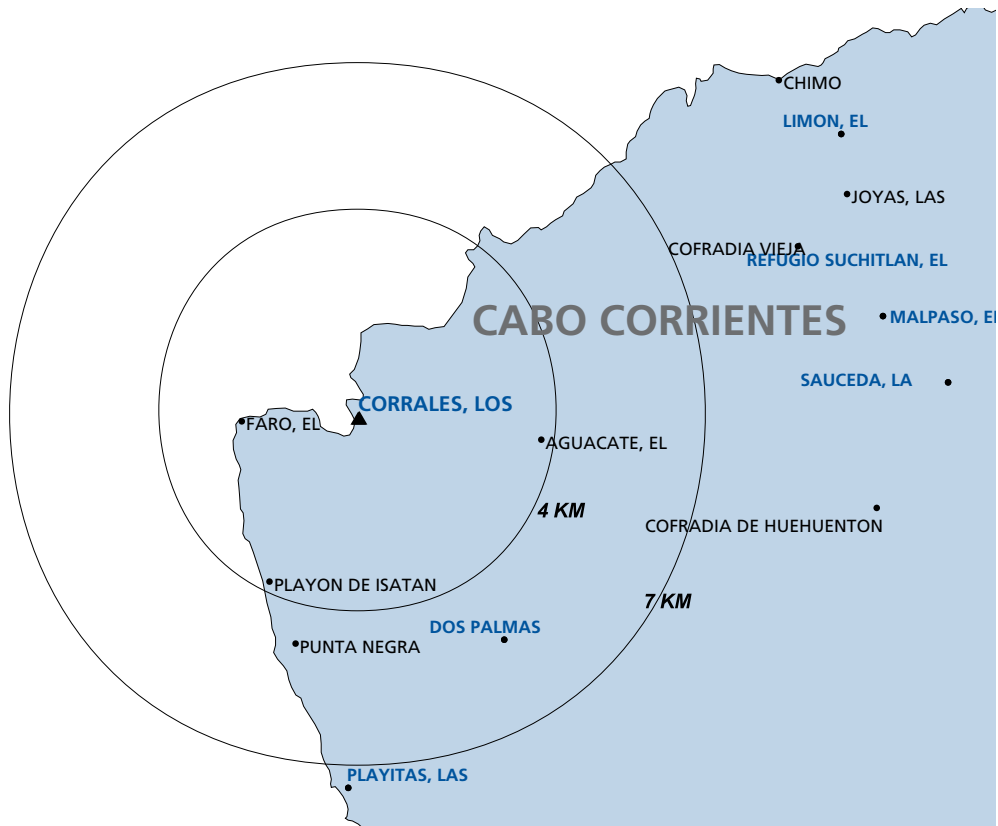 CHIMO
LIMON, EL
JOYAS, LAS
COFRADIA VIEJA
REFUGIO SUCHITLAN, EL
CABO CORRIENTES
MALPASO, EL
SAUCEDA, LA
CORRALES, LOS
FARO, EL
AGUACATE, EL
4 KM
COFRADIA DE HUEHUENTON
PLAYON DE ISATAN
7 KM
DOS PALMAS
PUNTA NEGRA
PLAYITAS, LAS